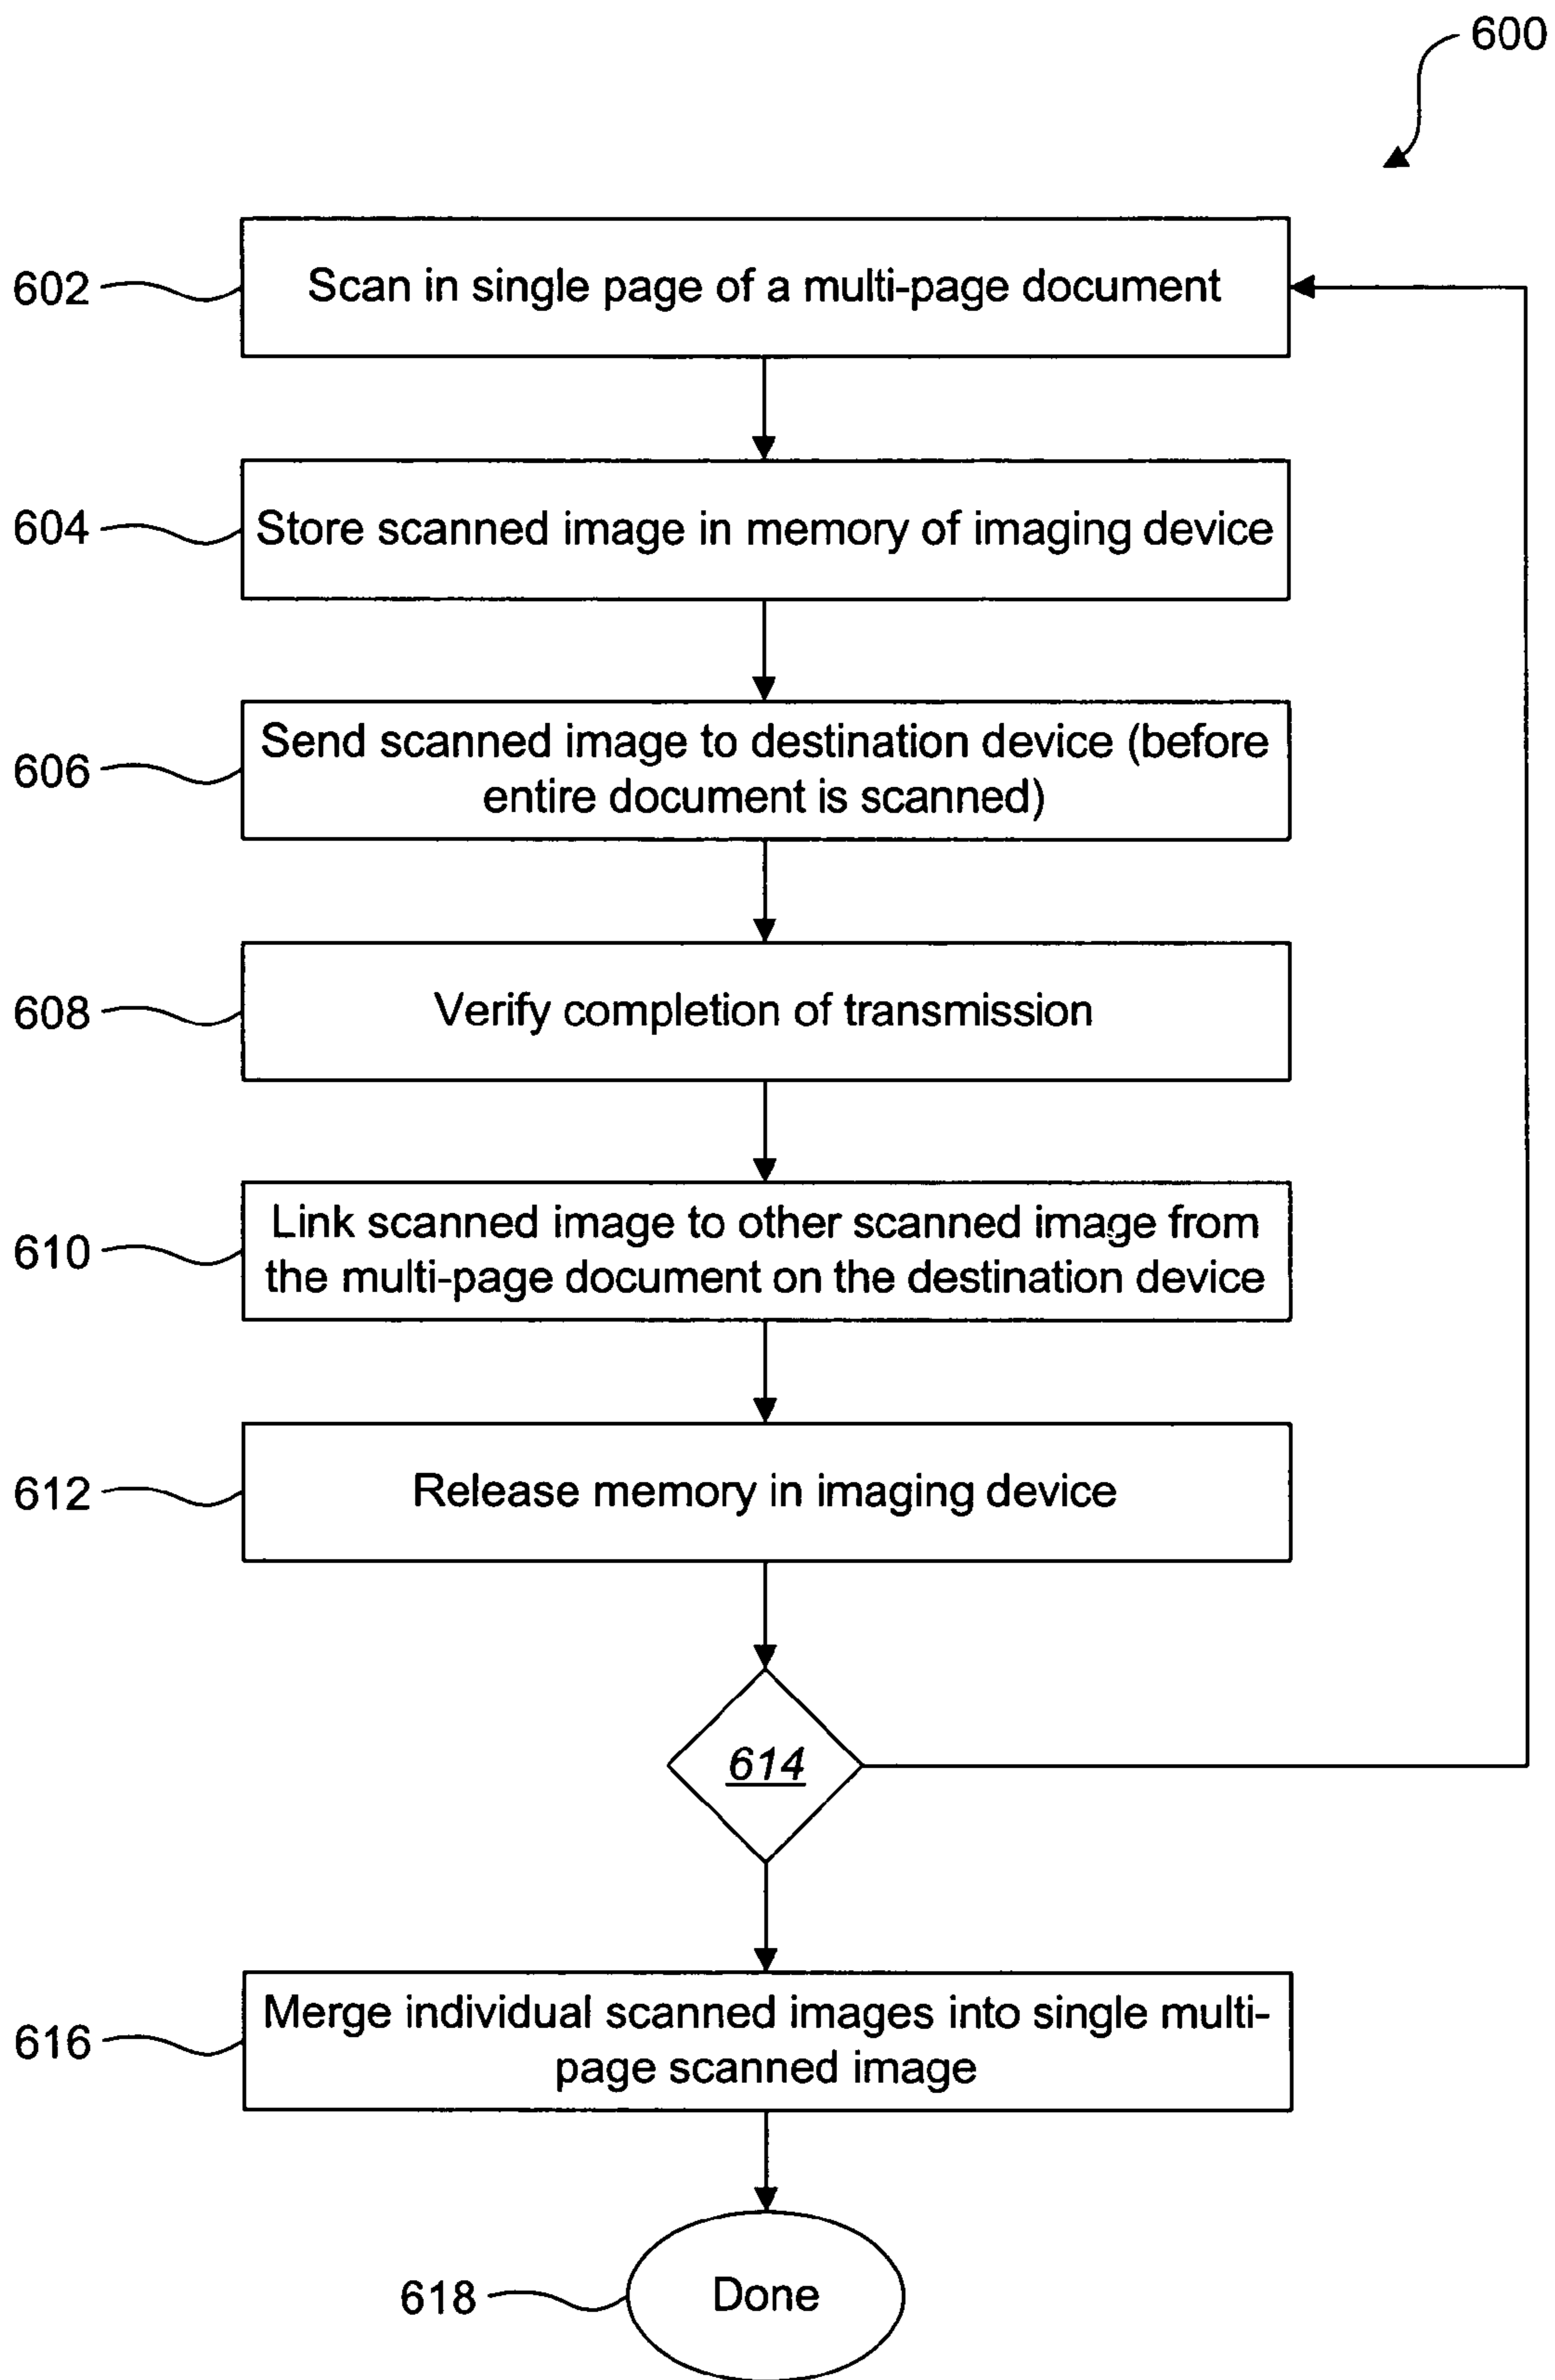 600
602
Scan in single page of a multi-page document
604
Store scanned image in memory of imaging device
606
Send scanned image to destination device (before
entire document is scanned)
608
Verify completion of transmission
610
Link scanned image to other scanned image from
the multi-page document on the destination device
612
Release memory in imaging device
614
616
Merge individual scanned images into single multi-
page scanned image
618
Done